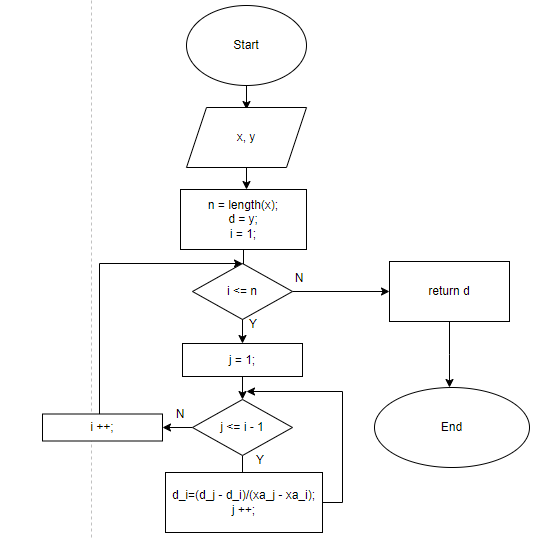 Start
x, y
n = length(x);
d = y;
i = 1;
i <= n
N
return d
Y
j = 1;
j <= i - 1
N
i ++;
Y
d_i=(d_j - d_i)/(xa_j - xa_i);
j ++;
End